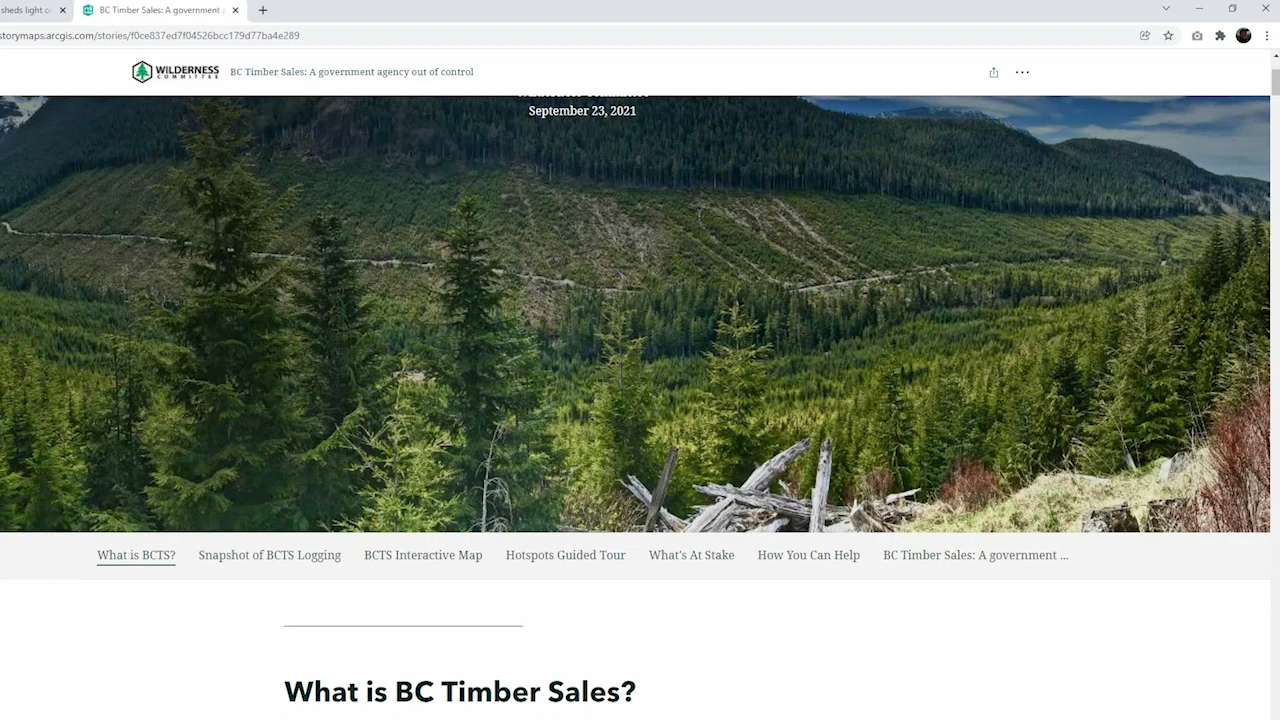 sheds light o
BC Timber Sales: A government a
storymaps.arcgis.com/stories/f0ce837ed7f04526bcc179d77ba4e289
WILDERNESS
COMMITTEE
BC Timber Sales: A government agency out of control
September 23, 2021
What is BCTS?
Snapshot of BCTS Logging
BCTS Interactive Map
Hotspots Guided Tour
What's At Stake
How You Can Help
BC Timber Sales: A government ...
What is BC Timber Sales?